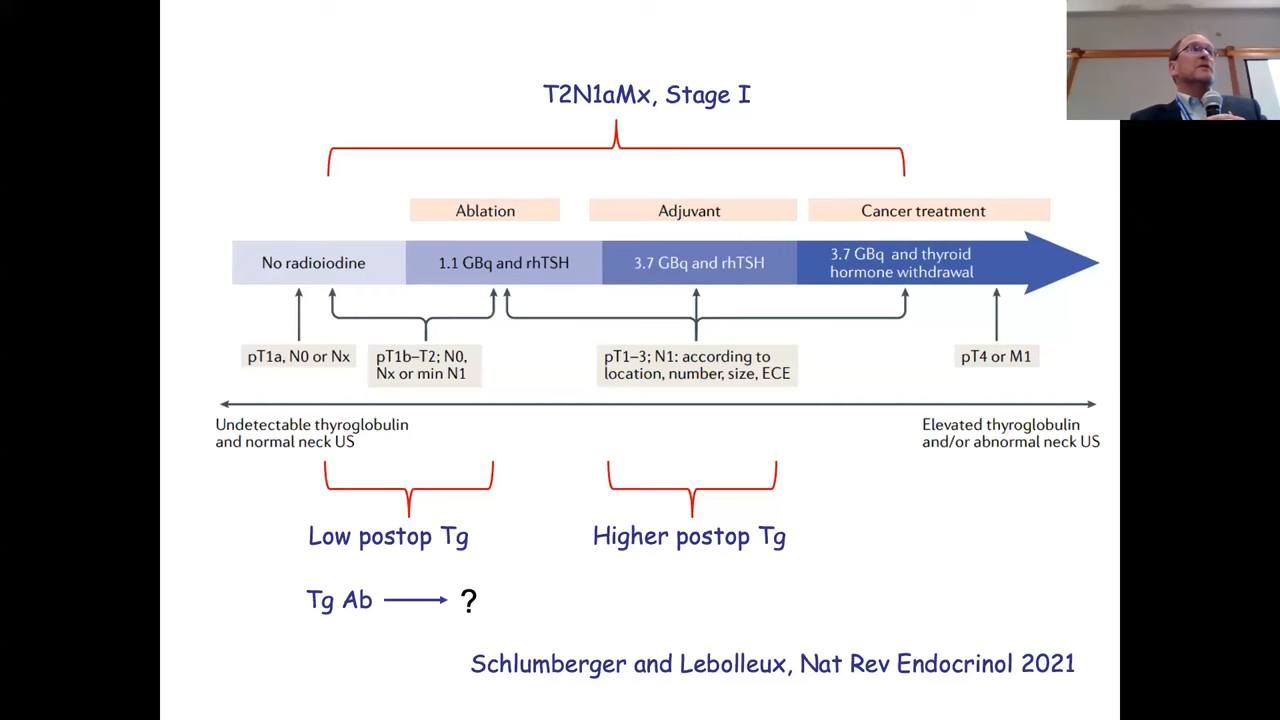 T2N1aMx, Stage I
Ablation
Adjuvant
Cancer treatment
No radioiodine
1.1 GBq and rhTSH
3.7 GBq and rhTSH
3.7 GBq and thyroid
hormone withdrawal
pT1a, N0 or Nx
pT1b–T2; N0,
Nx or min N1
pT1–3; N1: according to
location, number, size, ECE
pT4 or M1
Undetectable thyroglobulin
and normal neck US
Elevated thyroglobulin
and/or abnormal neck US
Low postop Tg
Higher postop Tg
Tg Ab ⟶ ?
Schlumberger and Lebolleux, Nat Rev Endocrinol 2021